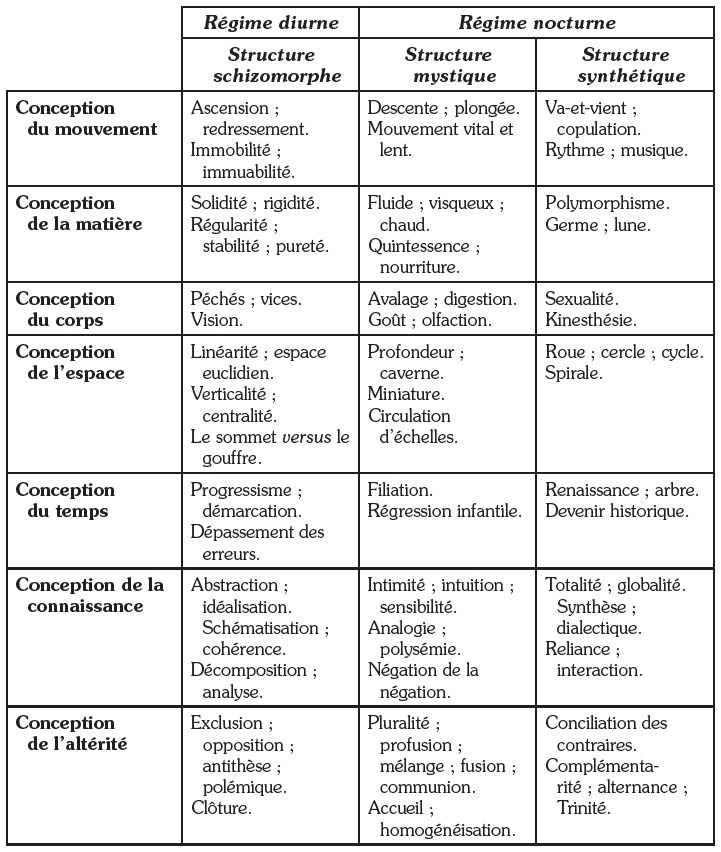 Régime diurne
Régime nocturne
Structure
schizomorphe
Structure
mystique
Structure
synthétique
Conception
du mouvement
Ascension ;
redressement.
Immobilité ;
immuabilité.
Descente ; plongée.
Mouvement vital et
lent.
Va-et-vient ;
copulation.
Rythme ; musique.
Conception
de la matière
Solidité ; rigidité.
Régularité ;
stabilité ; pureté.
Fluide ; visqueux ;
chaud.
Quintessence ;
nourriture.
Polymorphisme.
Germe ; lune.
Conception
du corps
Péchés ; vices.
Vision.
Avalage ; digestion.
Goût ; olfaction.
Sexualité.
Kinesthésie.
Conception
de l'espace
Linéarité ; espace
euclidien.
Verticalité ;
centralité.
Le sommet versus le
gouffre.
Profondeur ;
caverne.
Miniature.
Circulation
d'échelles.
Roue ; cercle ; cycle.
Spirale.
Conception
du temps
Progressisme ;
démarcation.
Dépassement des
erreurs.
Filiation.
Régression infantile.
Renaissance ; arbre.
Devenir historique.
Conception de la
connaissance
Abstraction ;
idéalisation.
Schématisation ;
cohérence.
Décomposition ;
analyse.
Intimité ; intuition ;
sensibilité.
Analogie ;
polysémie.
Négation de la
négation.
Totalité ; globalité.
Synthèse ;
dialectique.
Reliance ;
interaction.
Conception
de l'altérité
Exclusion ;
opposition ;
antithèse ;
polémique.
Clôture.
Pluralité ;
profusion ;
mélange ; fusion ;
communion.
Accueil ;
homogénéisation.
Conciliation des
contraires.
Complémenta-
rité ; alternance ;
Trinité.